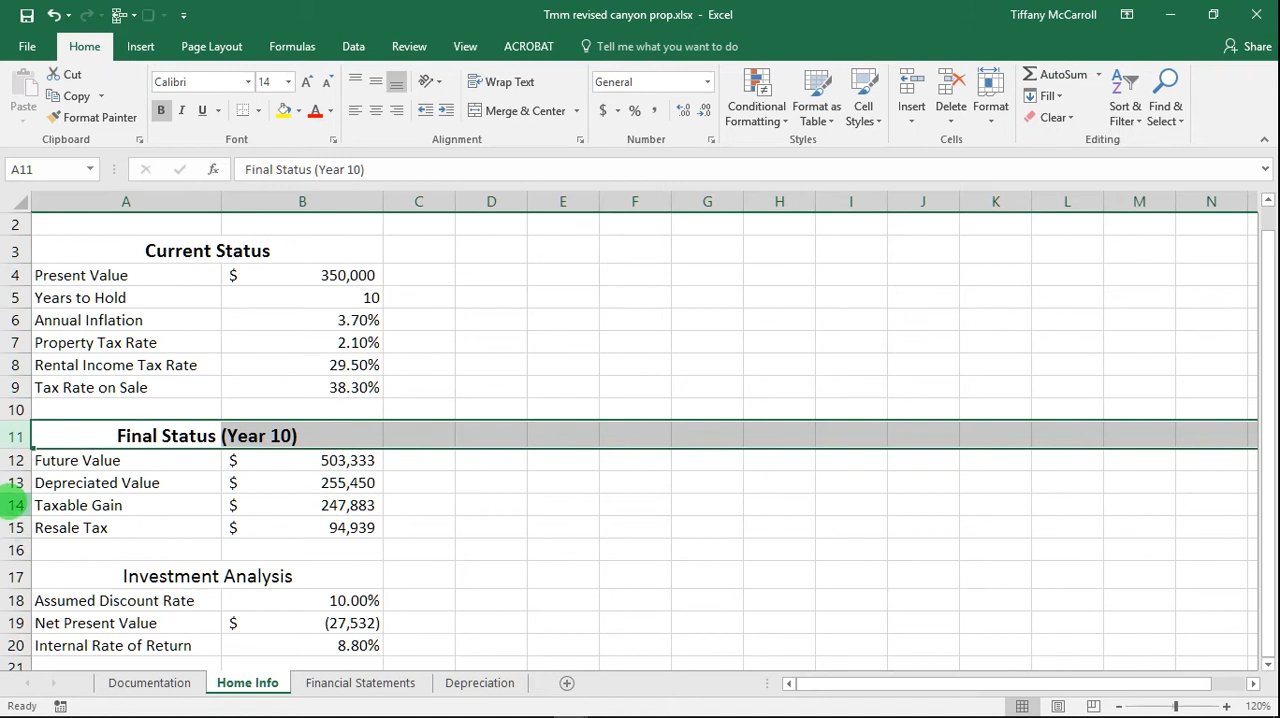 Tmm revised canyon prop.xlsx - Excel
Tiffany McCarroll
File Home Insert Page Layout Formulas Data Review View ACROBAT Tell me what you want to do Share
Paste
Cut
Copy
Format Painter
Clipboard
Calibri 14
B I U
Font
Wrap Text
Merge & Center
Alignment
General
$ % ,
Number
Conditional Formatting
Format as Table
Cell Styles
Styles
Insert Delete Format
Cells
AutoSum
Fill
Clear
Sort & Filter
Find & Select
Editing
A11 fx Final Status (Year 10)
A B C D E F G H I J K L M N
2
3 Current Status
4 Present Value $ 350,000
5 Years to Hold 10
6 Annual Inflation 3.70%
7 Property Tax Rate 2.10%
8 Rental Income Tax Rate 29.50%
9 Tax Rate on Sale 38.30%
10
11 Final Status (Year 10)
12 Future Value $ 503,333
13 Depreciated Value $ 255,450
14 Taxable Gain $ 247,883
15 Resale Tax $ 94,939
16
17 Investment Analysis
18 Assumed Discount Rate 10.00%
19 Net Present Value $ (27,532)
20 Internal Rate of Return 8.80%
21
Documentation Home Info Financial Statements Depreciation
Ready 120%